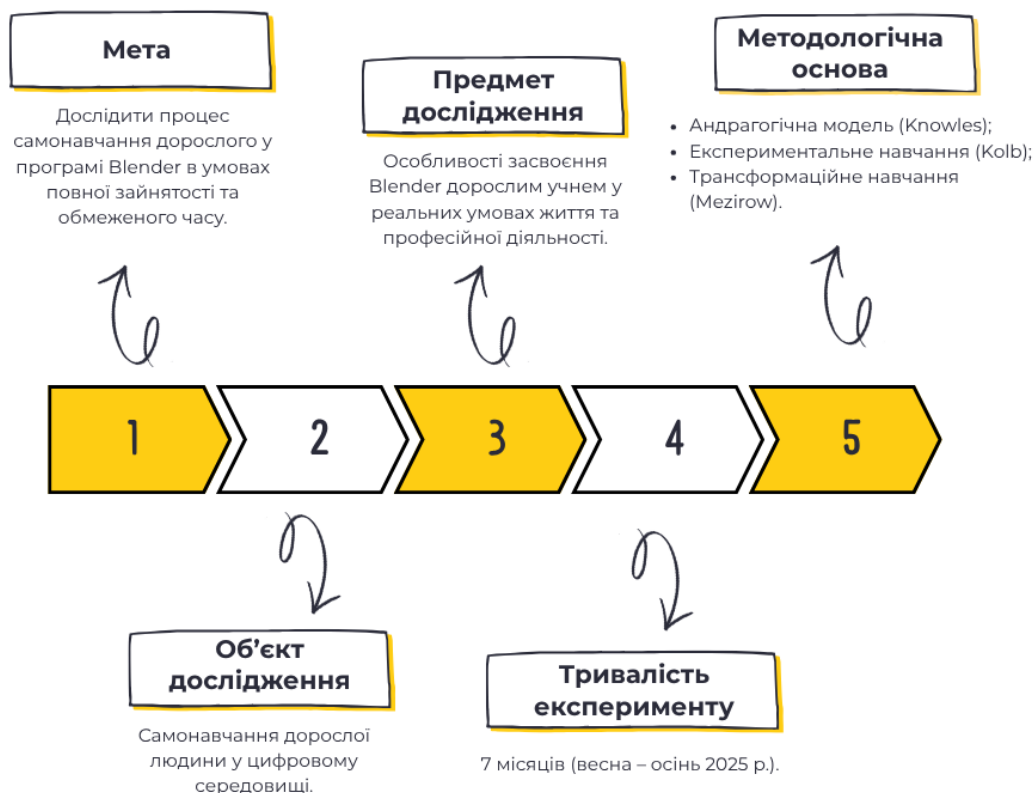 Мета
Дослідити процес
самонавчання дорослого у
програмі Blender в умовах
повної зайнятості та
обмеженого часу.
Предмет
дослідження
Особливості засвоєння
Blender дорослим учнем у
реальних умовах життя та
професійної діяльності.
Методологічна
основа
• Андрагогічна модель (Knowles);
• Експериментальне навчання (Kolb);
• Трансформаційне навчання
(Mezirow).
1
2
3
4
5
Об’єкт
дослідження
Самонавчання дорослої
людини у цифровому
середовищі.
Тривалість
експерименту
7 місяців (весна – осінь 2025 р.).